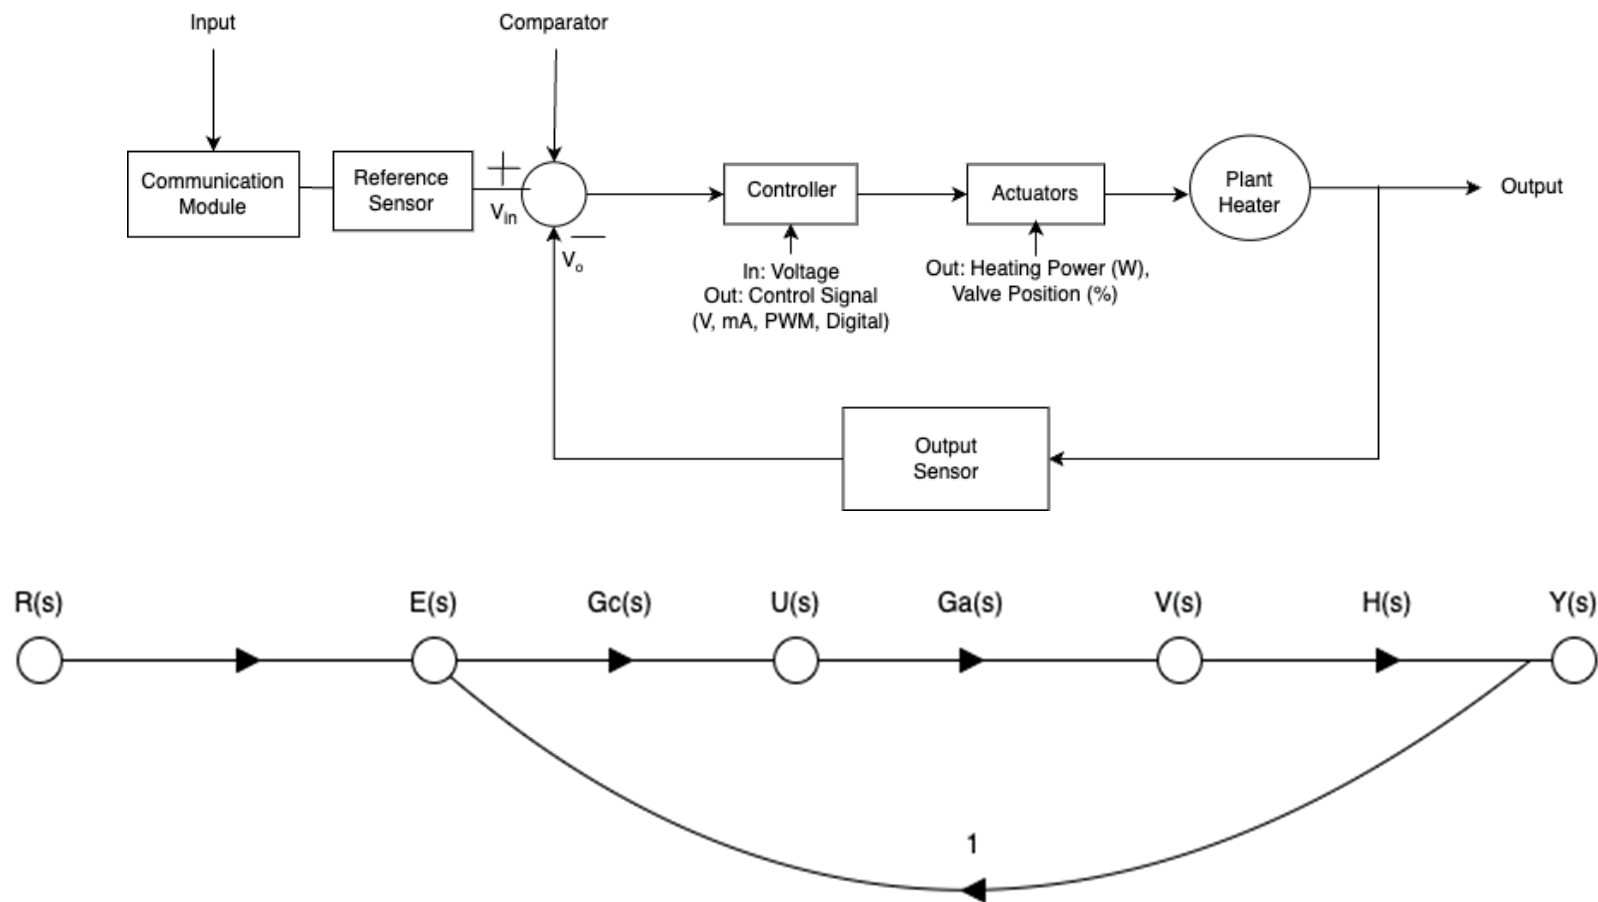 Input
Comparator
Communication
Module
Reference
Sensor
+
Vin
—
Vo
Controller
Actuators
Plant
Heater
Output
In: Voltage
Out: Control Signal
(V, mA, PWM, Digital)
Out: Heating Power (W),
Valve Position (%)
Output
Sensor
R(s)
E(s)
Gc(s)
U(s)
Ga(s)
V(s)
H(s)
Y(s)
1